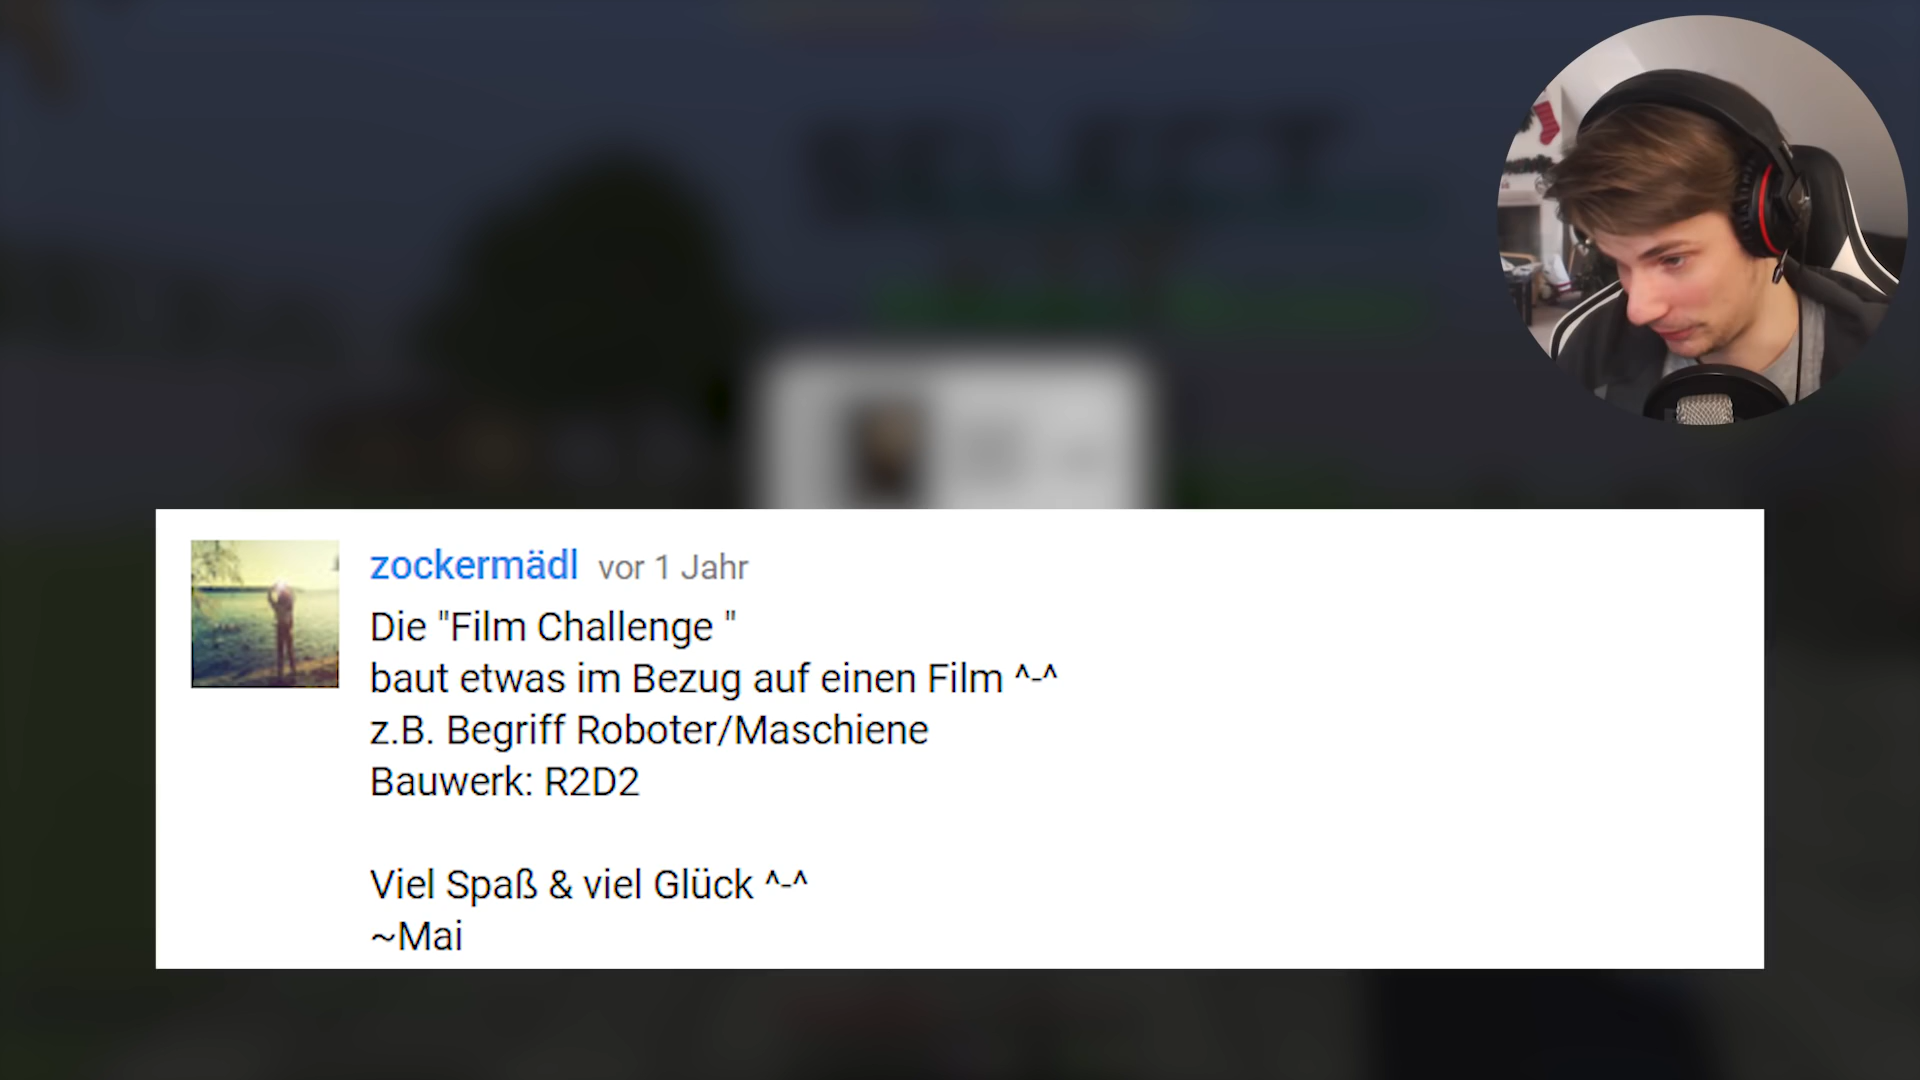 zockermädl vor 1 Jahr
Die "Film Challenge "
baut etwas im Bezug auf einen Film ^-^
z.B. Begriff Roboter/Maschiene
Bauwerk: R2D2
Viel Spaß & viel Glück ^-^
~Mai